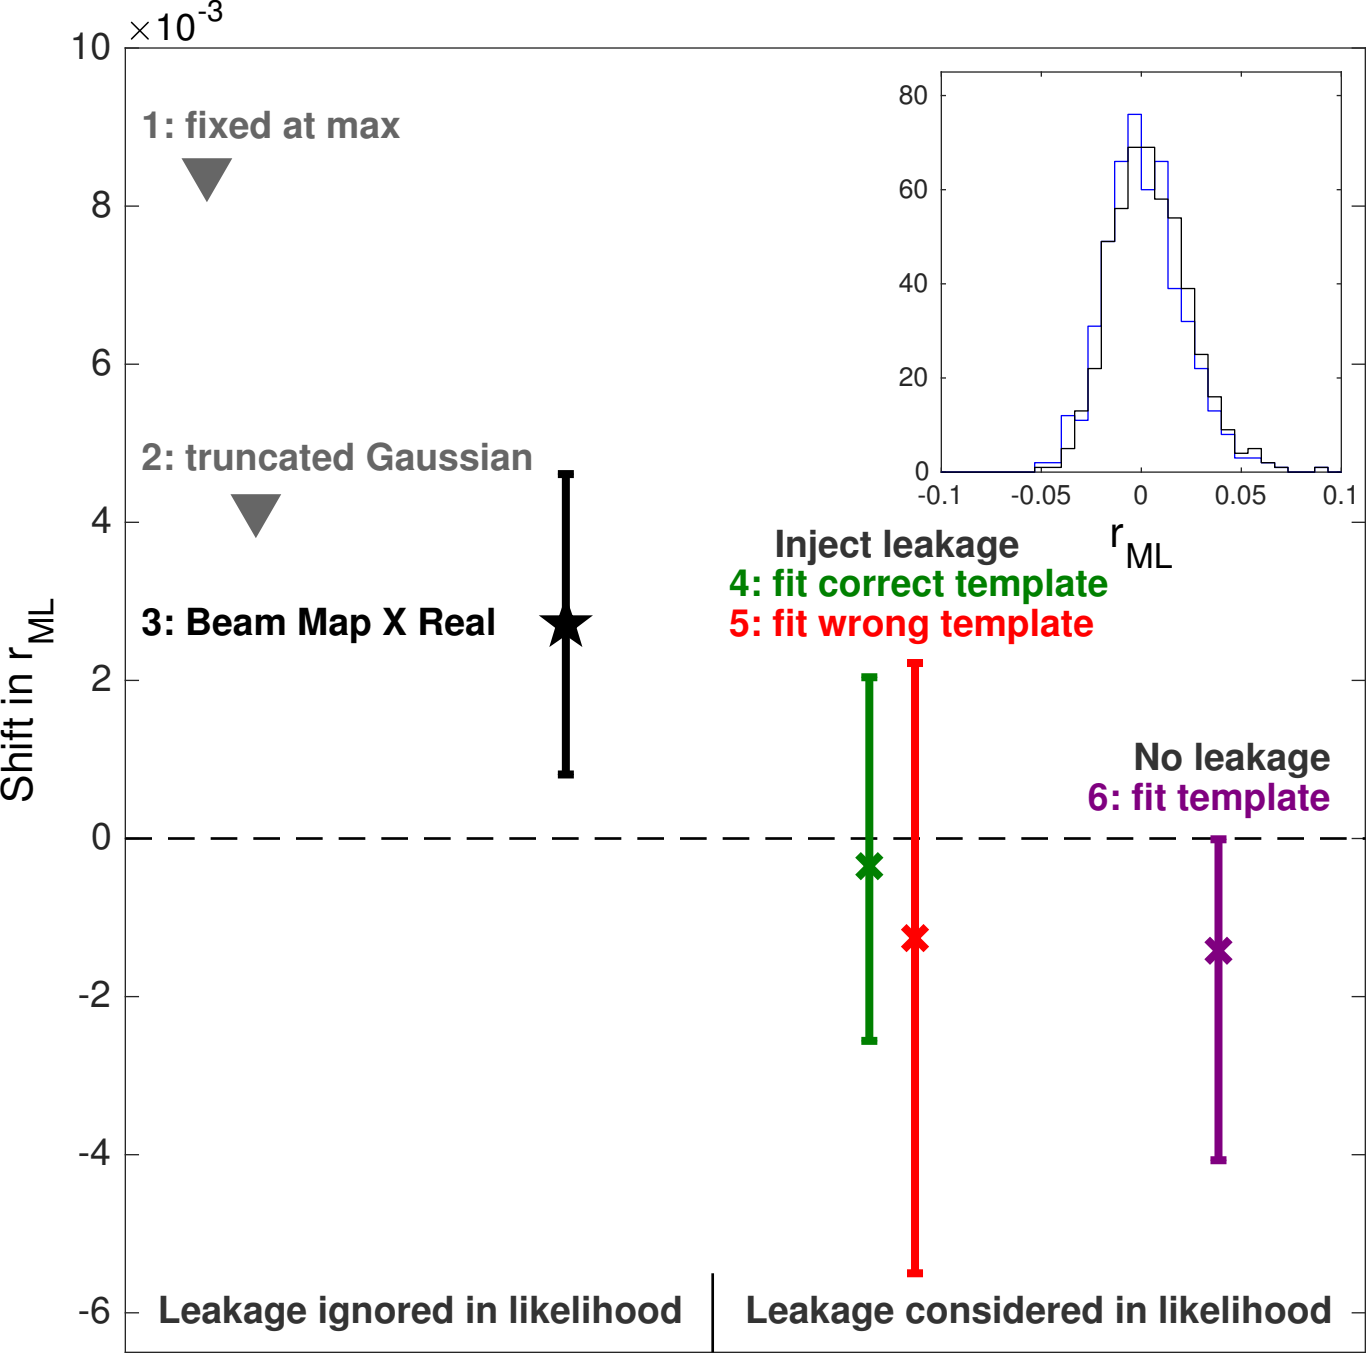 ×10-3
10
8
6
4
2
0
-2
-4
-6
Shift in rML
1: fixed at max
2: truncated Gaussian
3: Beam Map X Real
80
60
40
20
0
-0.1 -0.05 0 0.05 0.1
rML
Inject leakage
4: fit correct template
5: fit wrong template
No leakage
6: fit template
Leakage ignored in likelihood
Leakage considered in likelihood